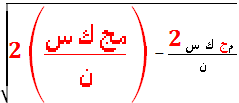 √ 2 ( مج ك س / ن ) − 2 مج ك س / ن